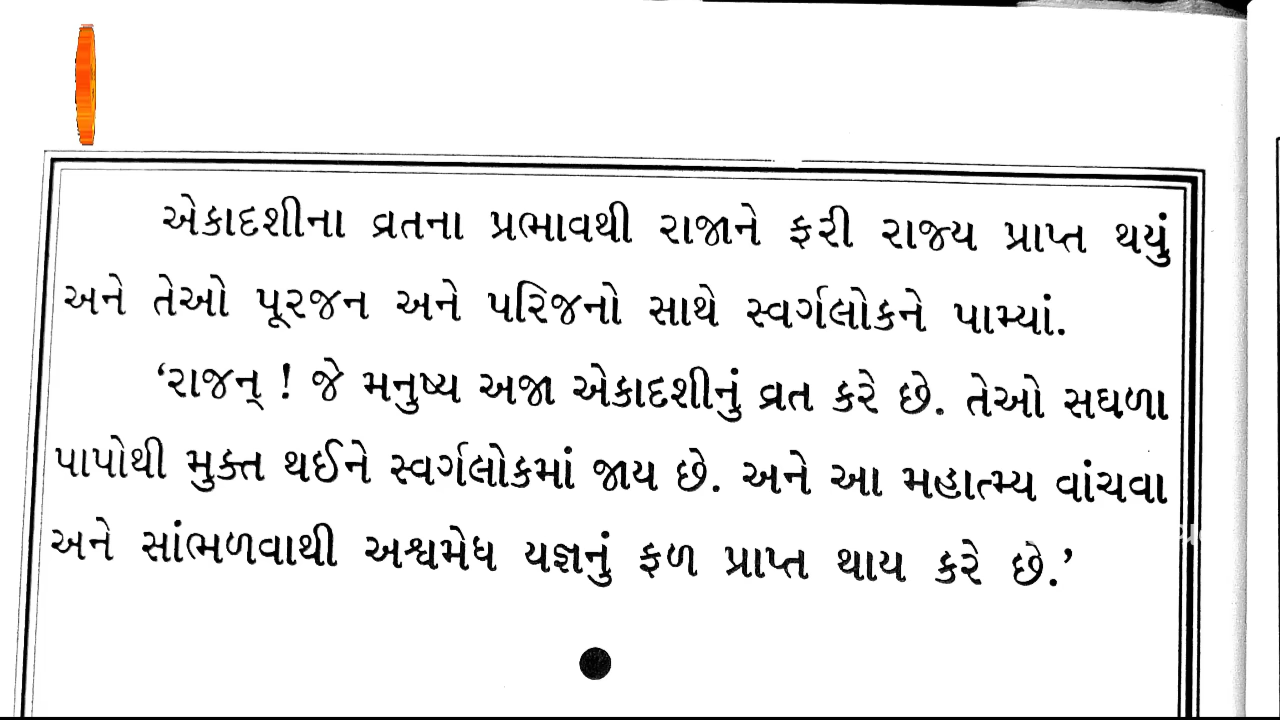 એકાદશીના વ્રતના પ્રભાવથી રાજાને ફરી રાજ્ય પ્રાપ્ત થયું
અને તેઓ પૂરજન અને પરિજનો સાથે સ્વર્ગલોકને પામ્યાં.
‘રાજન્ ! જે મનુષ્ય અજા એકાદશીનું વ્રત કરે છે. તેઓ સઘળા
પાપોથી મુક્ત થઈને સ્વર્ગલોકમાં જાય છે. અને આ મહાત્મ્ય વાંચવા
અને સાંભળવાથી અશ્વમેધ યજ્ઞનું ફળ પ્રાપ્ત થાય કરે છે.’